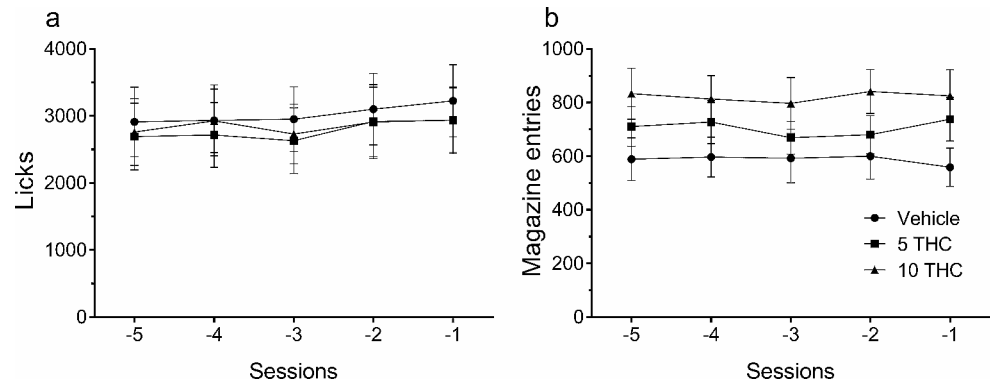 a
Licks
4000
3000
2000
1000
0
-5 -4 -3 -2 -1
Sessions
b
Magazine entries
1000
800
600
400
200
0
Vehicle
5 THC
10 THC
-5 -4 -3 -2 -1
Sessions